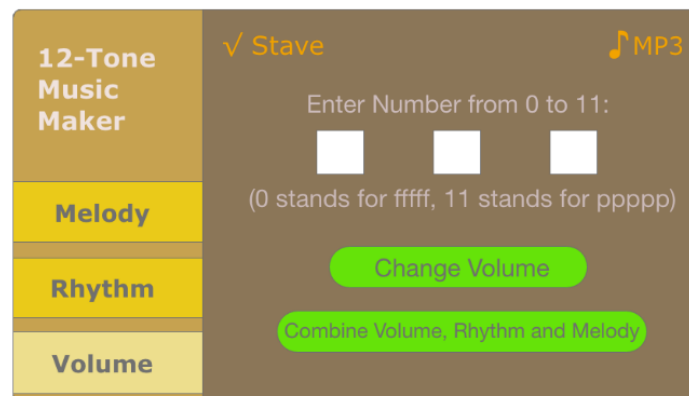 12-Tone
Music
Maker
√ Stave
MP3
Enter Number from 0 to 11:
(0 stands for fffff, 11 stands for ppppp)
Melody
Change Volume
Rhythm
Combine Volume, Rhythm and Melody
Volume